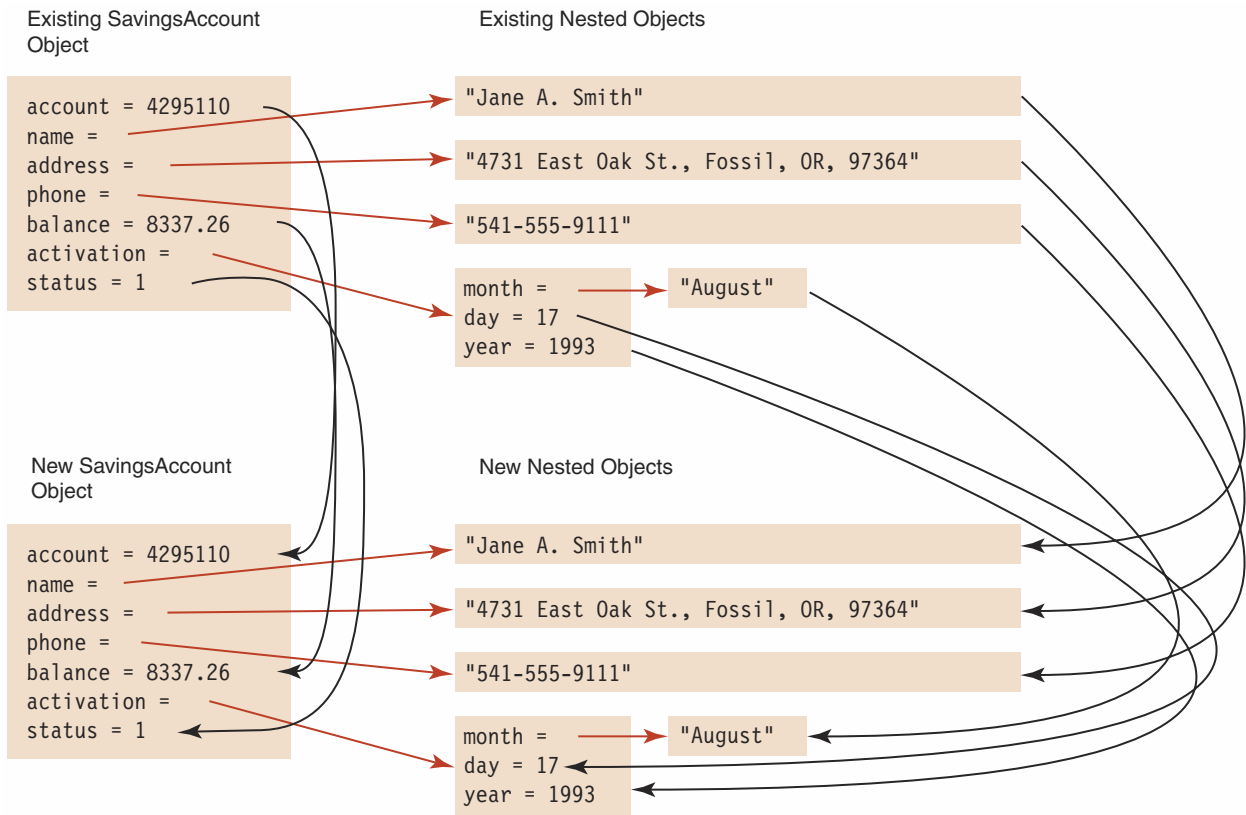 Existing SavingsAccount
Object
Existing Nested Objects
account = 4295110
name =
address =
phone =
balance = 8337.26
activation =
status = 1
"Jane A. Smith"
"4731 East Oak St., Fossil, OR, 97364"
"541-555-9111"
month =
day = 17
year = 1993
"August"
New SavingsAccount
Object
New Nested Objects
account = 4295110
name =
address =
phone =
balance = 8337.26
activation =
status = 1
"Jane A. Smith"
"4731 East Oak St., Fossil, OR, 97364"
"541-555-9111"
month =
day = 17
year = 1993
"August"